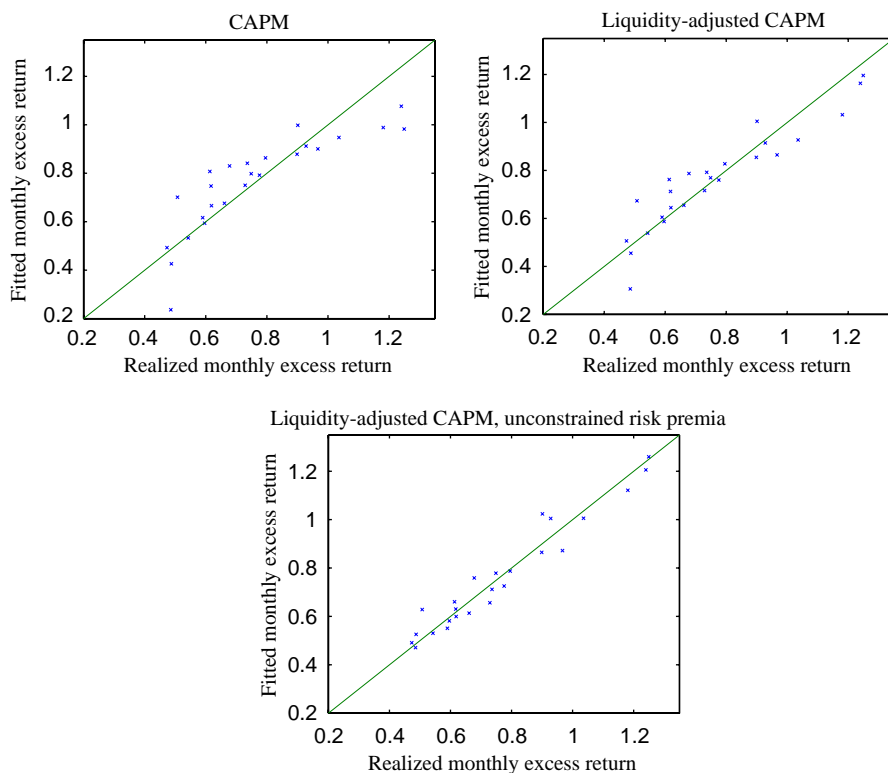 CAPM
Fitted monthly excess return
1.2
1
0.8
0.6
0.4
0.2
0.2 0.4 0.6 0.8 1 1.2
Realized monthly excess return
Liquidity-adjusted CAPM
Fitted monthly excess return
1.2
1
0.8
0.6
0.4
0.2
0.2 0.4 0.6 0.8 1 1.2
Realized monthly excess return
Liquidity-adjusted CAPM, unconstrained risk premia
Fitted monthly excess return
1.2
1
0.8
0.6
0.4
0.2
0.2 0.4 0.6 0.8 1 1.2
Realized monthly excess return